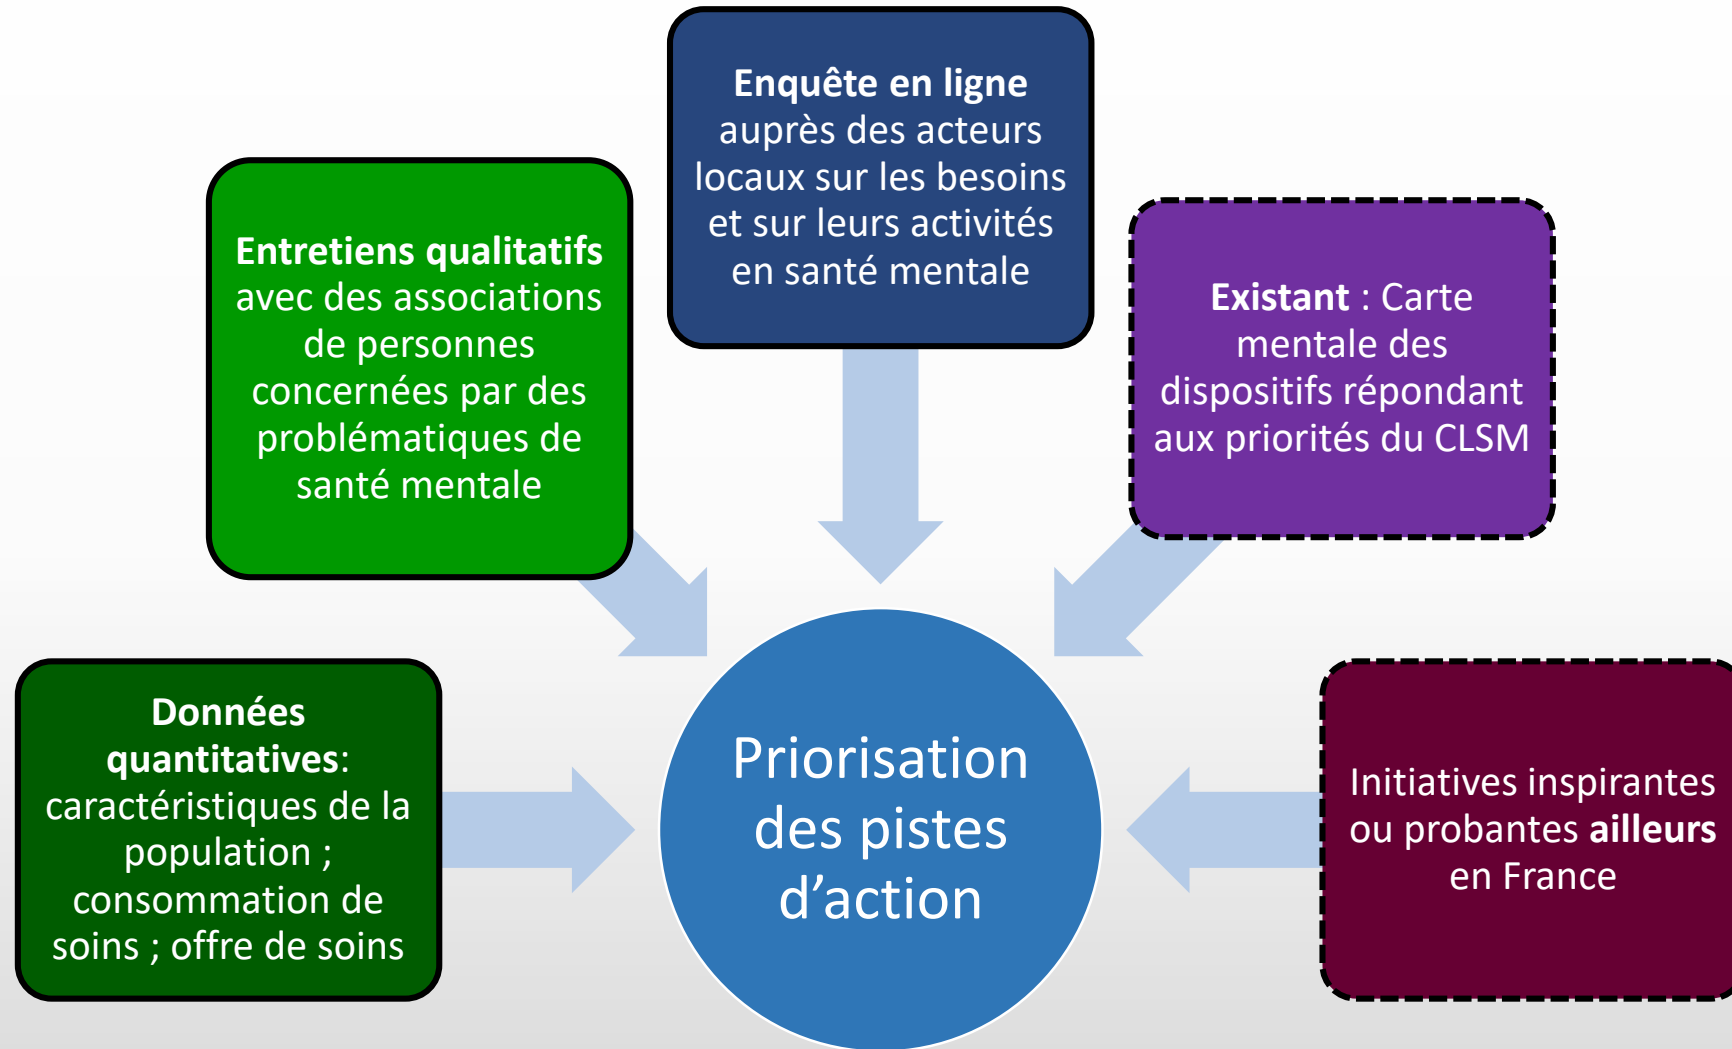 Enquête en ligne
auprès des acteurs
locaux sur les besoins
et sur leurs activités
en santé mentale
Entretiens qualitatifs
avec des associations
de personnes
concernées par des
problématiques de
santé mentale
Existant : Carte
mentale des
dispositifs répondant
aux priorités du CLSM
Données
quantitatives:
caractéristiques de la
population ;
consommation de
soins ; offre de soins
Priorisation
des pistes
d’action
Initiatives inspirantes
ou probantes ailleurs
en France